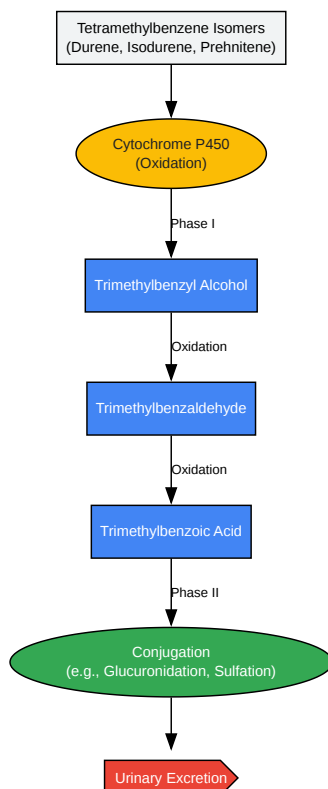 Tetramethylbenzene Isomers
(Durene, Isodurene, Prehnitene)
Cytochrome P450
(Oxidation)
Phase I
Trimethylbenzyl Alcohol
Oxidation
Trimethylbenzaldehyde
Oxidation
Trimethylbenzoic Acid
Phase II
Conjugation
(e.g., Glucuronidation, Sulfation)
Urinary Excretion